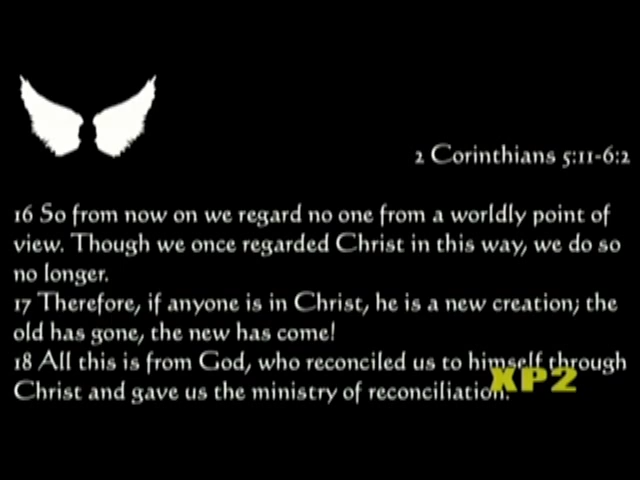 2 Corinthians 5:11-6:2
16 So from now on we regard no one from a worldly point of
view. Though we once regarded Christ in this way, we do so
no longer.
17 Therefore, if anyone is in Christ, he is a new creation; the
old has gone, the new has come!
18 All this is from God, who reconciled us to himself through
Christ and gave us the ministry of reconciliation.
XP2